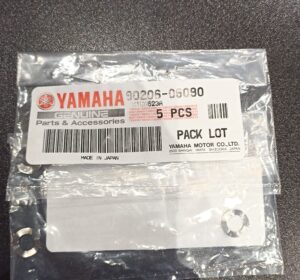 YAMAHA 90206-06090
GENUINE
Parts & Accessories
5 PCS
PACK LOT
MADE IN JAPAN
YAMAHA MOTOR CO.,LTD.